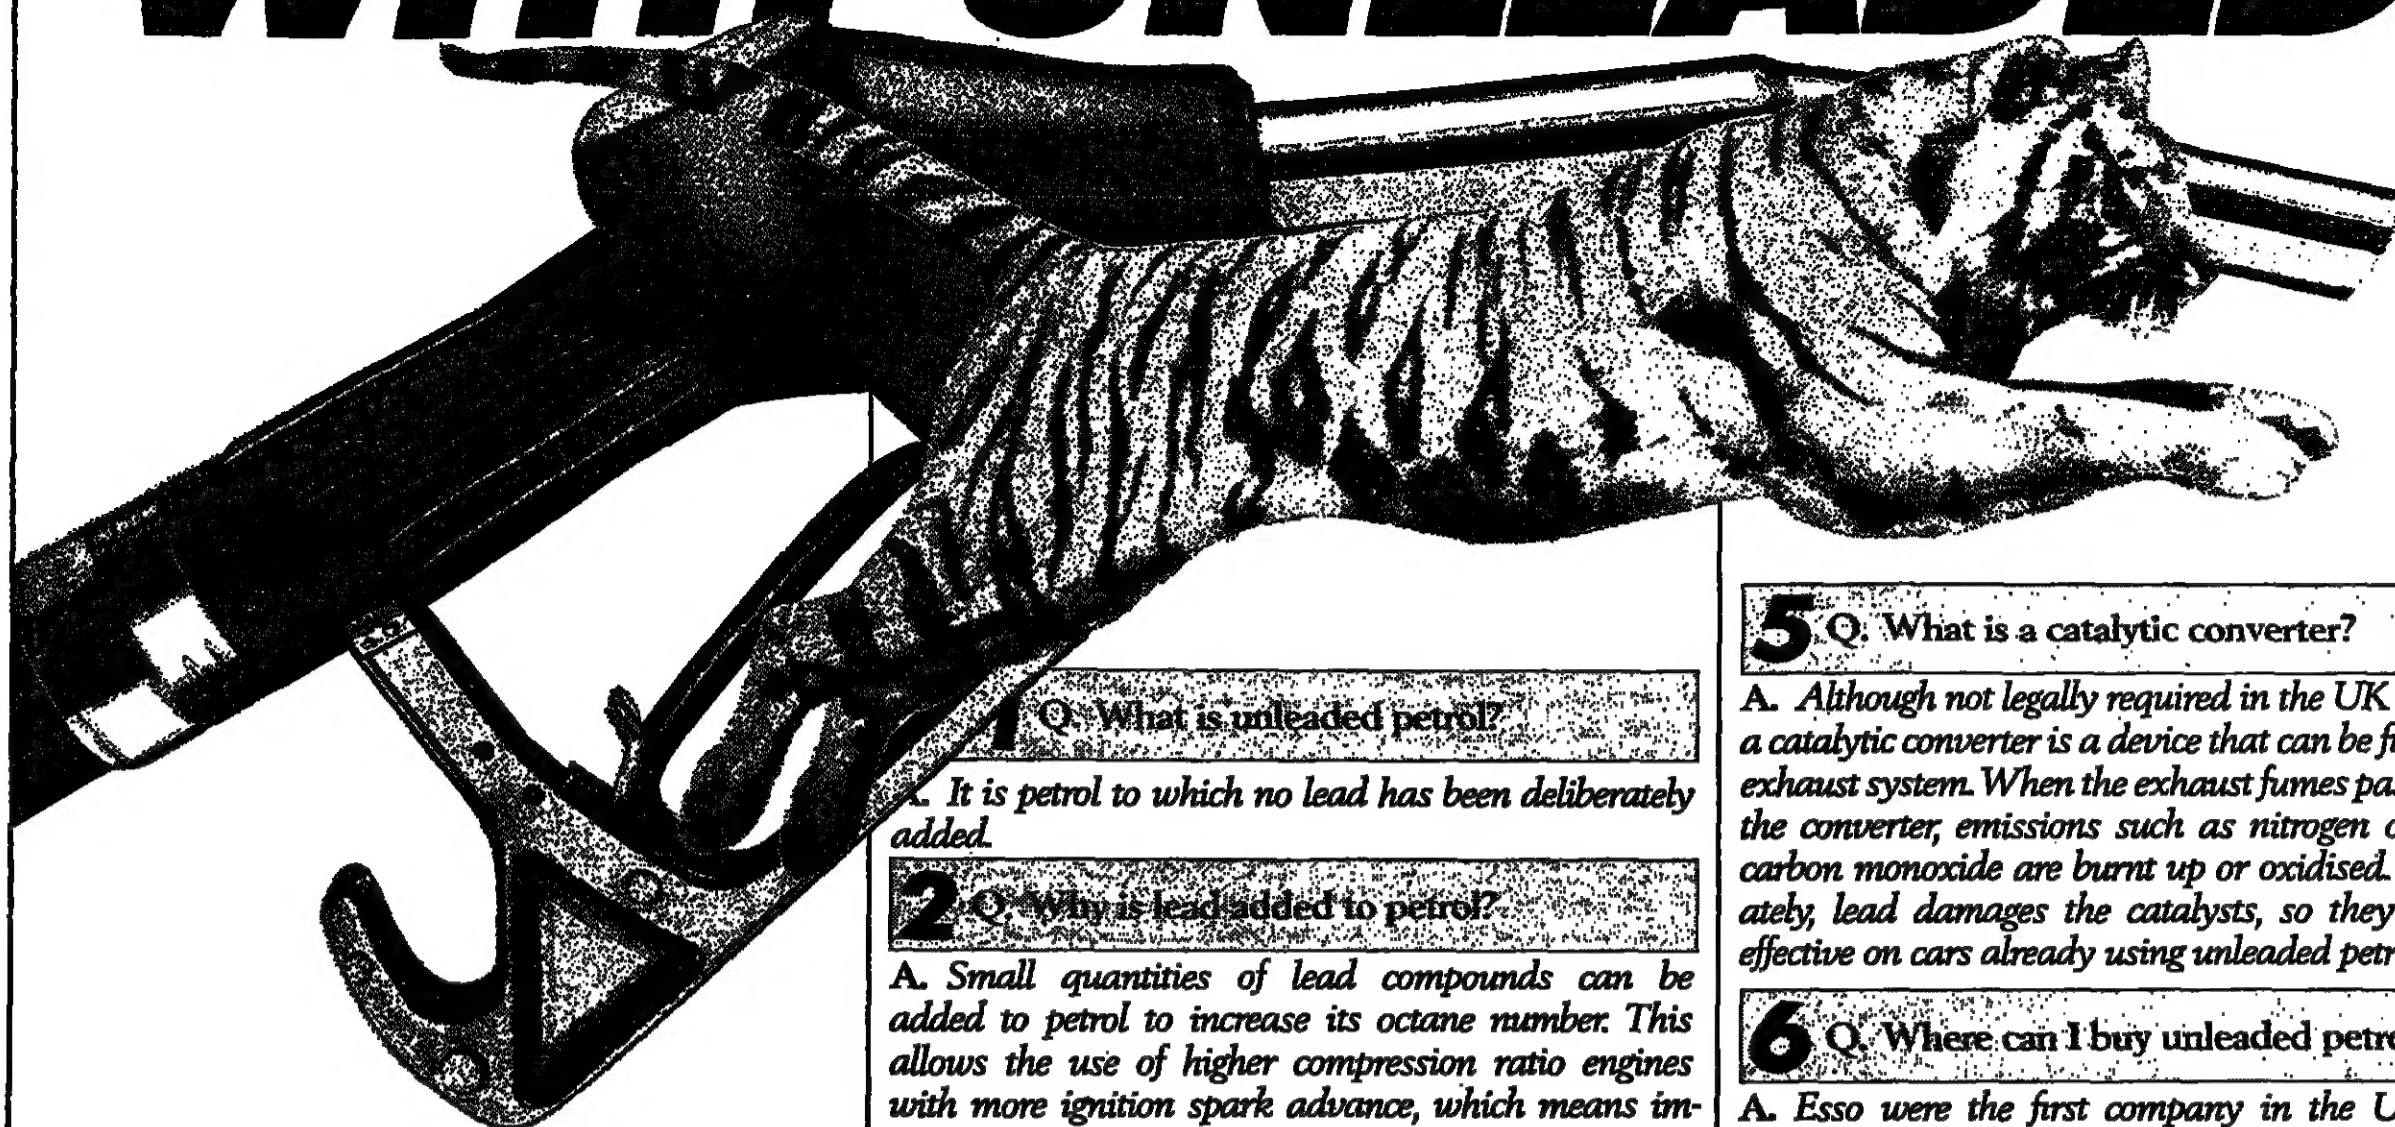 WITH UNLEADED
1 Q. What is unleaded petrol?
A. It is petrol to which no lead has been deliberately
added.
2 Q. Why is lead added to petrol?
A. Small quantities of lead compounds can be
added to petrol to increase its octane number. This
allows the use of higher compression ratio engines
with more ignition spark advance, which means im-
5 Q. What is a catalytic converter?
A. Although not legally required in the UK
a catalytic converter is a device that can be fi
exhaust system. When the exhaust fumes pa
the converter, emissions such as nitrogen o
carbon monoxide are burnt up or oxidised.
ately, lead damages the catalysts, so they
effective on cars already using unleaded petr
6 Q. Where can I buy unleaded petro
A. Esso were the first company in the U